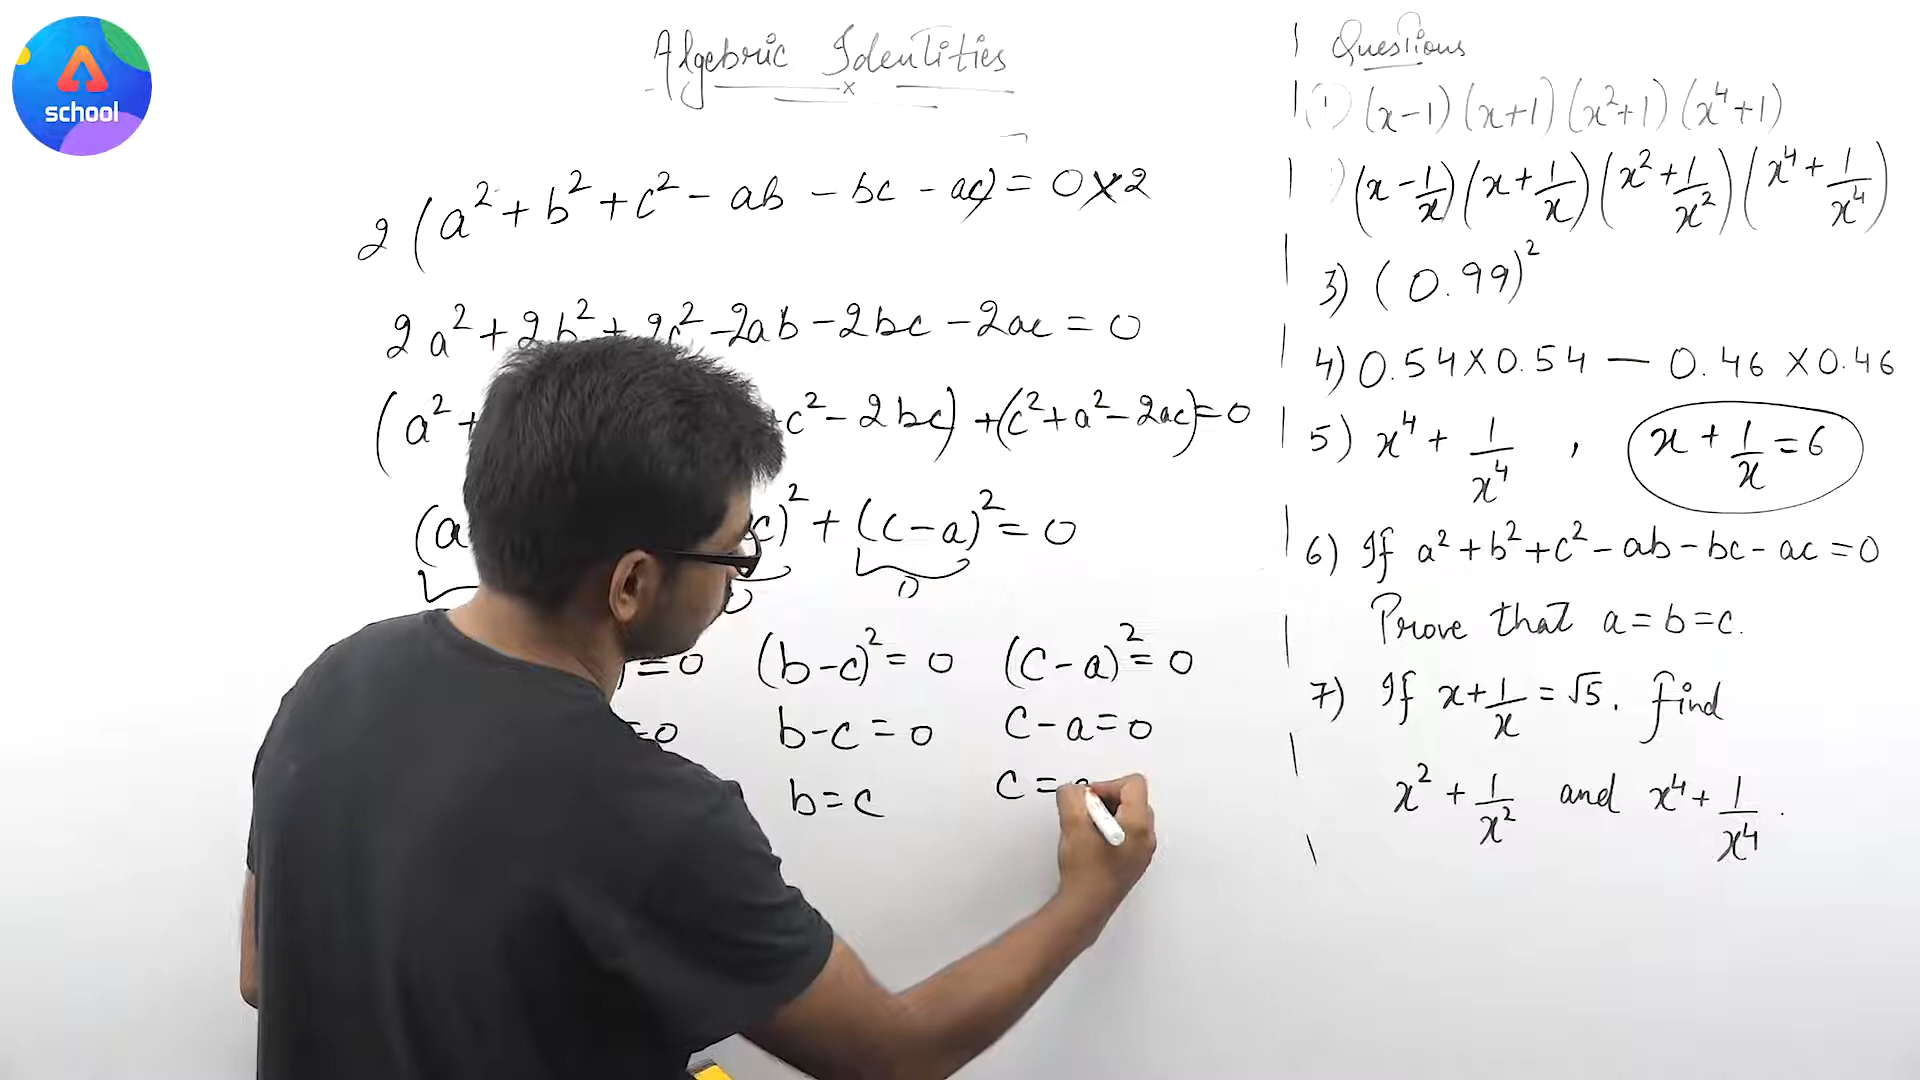 school
Algebric Identities
2 (a² + b² + c² - ab - bc - ac) = 0 × 2
2a² + 2b² + 2c² - 2ab - 2bc - 2ac = 0
(a² + c² - 2bc) + (c² + a² - 2ac) = 0
(a c)² + (c - a)² = 0
0
= 0 (b - c)² = 0 (c - a)² = 0
= 0 b - c = 0 c - a = 0
b = c c =
Questions
(1) (x - 1) (x + 1) (x² + 1) (x⁴ + 1)
) (x - 1/x) (x + 1/x) (x² + 1/x²) (x⁴ + 1/x⁴)
3) (0.99)²
4) 0.54 × 0.54 — 0.46 × 0.46
5) x⁴ + 1/x⁴ , x + 1/x = 6
6) If a² + b² + c² - ab - bc - ac = 0
Prove that a = b = c.
7) If x + 1/x = √5. find
x² + 1/x² and x⁴ + 1/x⁴.